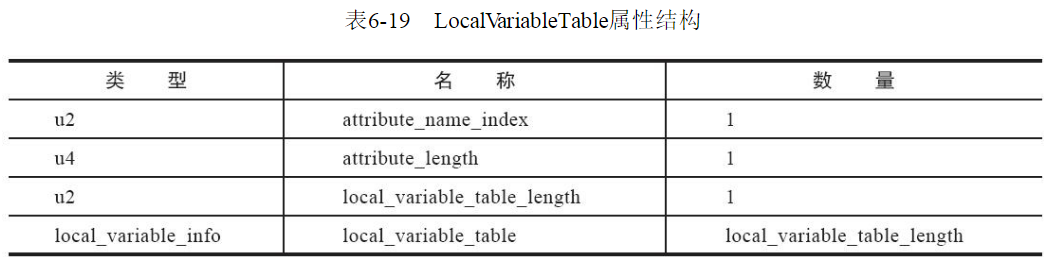 表6-19 LocalVariableTable属性结构
类 型 名 称 数 量
u2 attribute_name_index 1
u4 attribute_length 1
u2 local_variable_table_length 1
local_variable_info local_variable_table local_variable_table_length